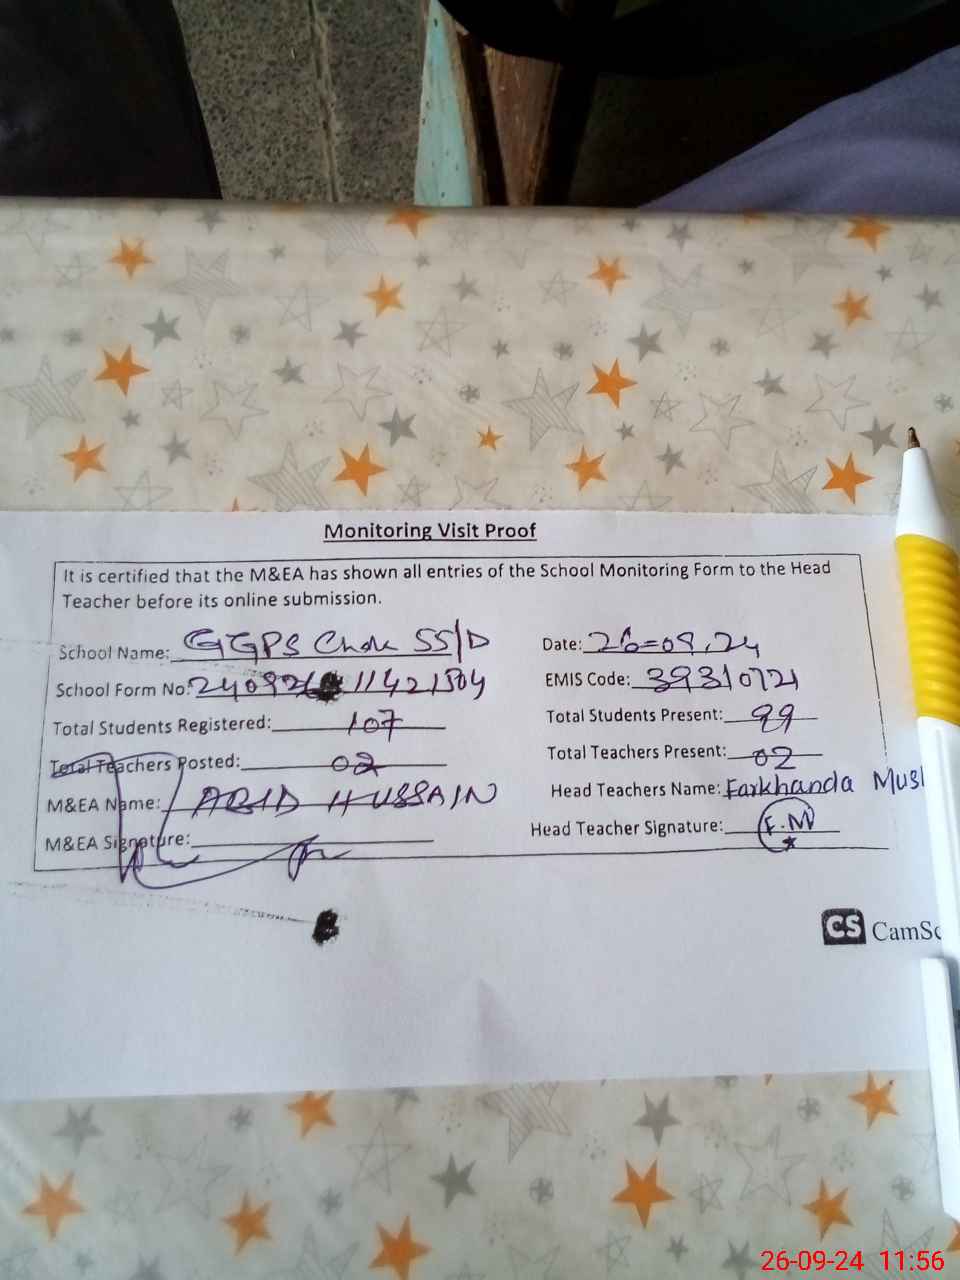 Monitoring Visit Proof
It is certified that the M&EA has shown all entries of the School Monitoring Form to the Head
Teacher before its online submission.
School Name: GGPS Chak 55/D Date: 26-09.24
School Form No: EMIS Code: 39310721
Total Students Registered: 107 Total Students Present: 99
Total Teachers Posted: 02 Total Teachers Present: 02
M&EA Name: ABID HUSSAIN Head Teachers Name: Farkhanda
M&EA Signature: Head Teacher Signature: F.M
CS CamSc
26-09-24 11:56